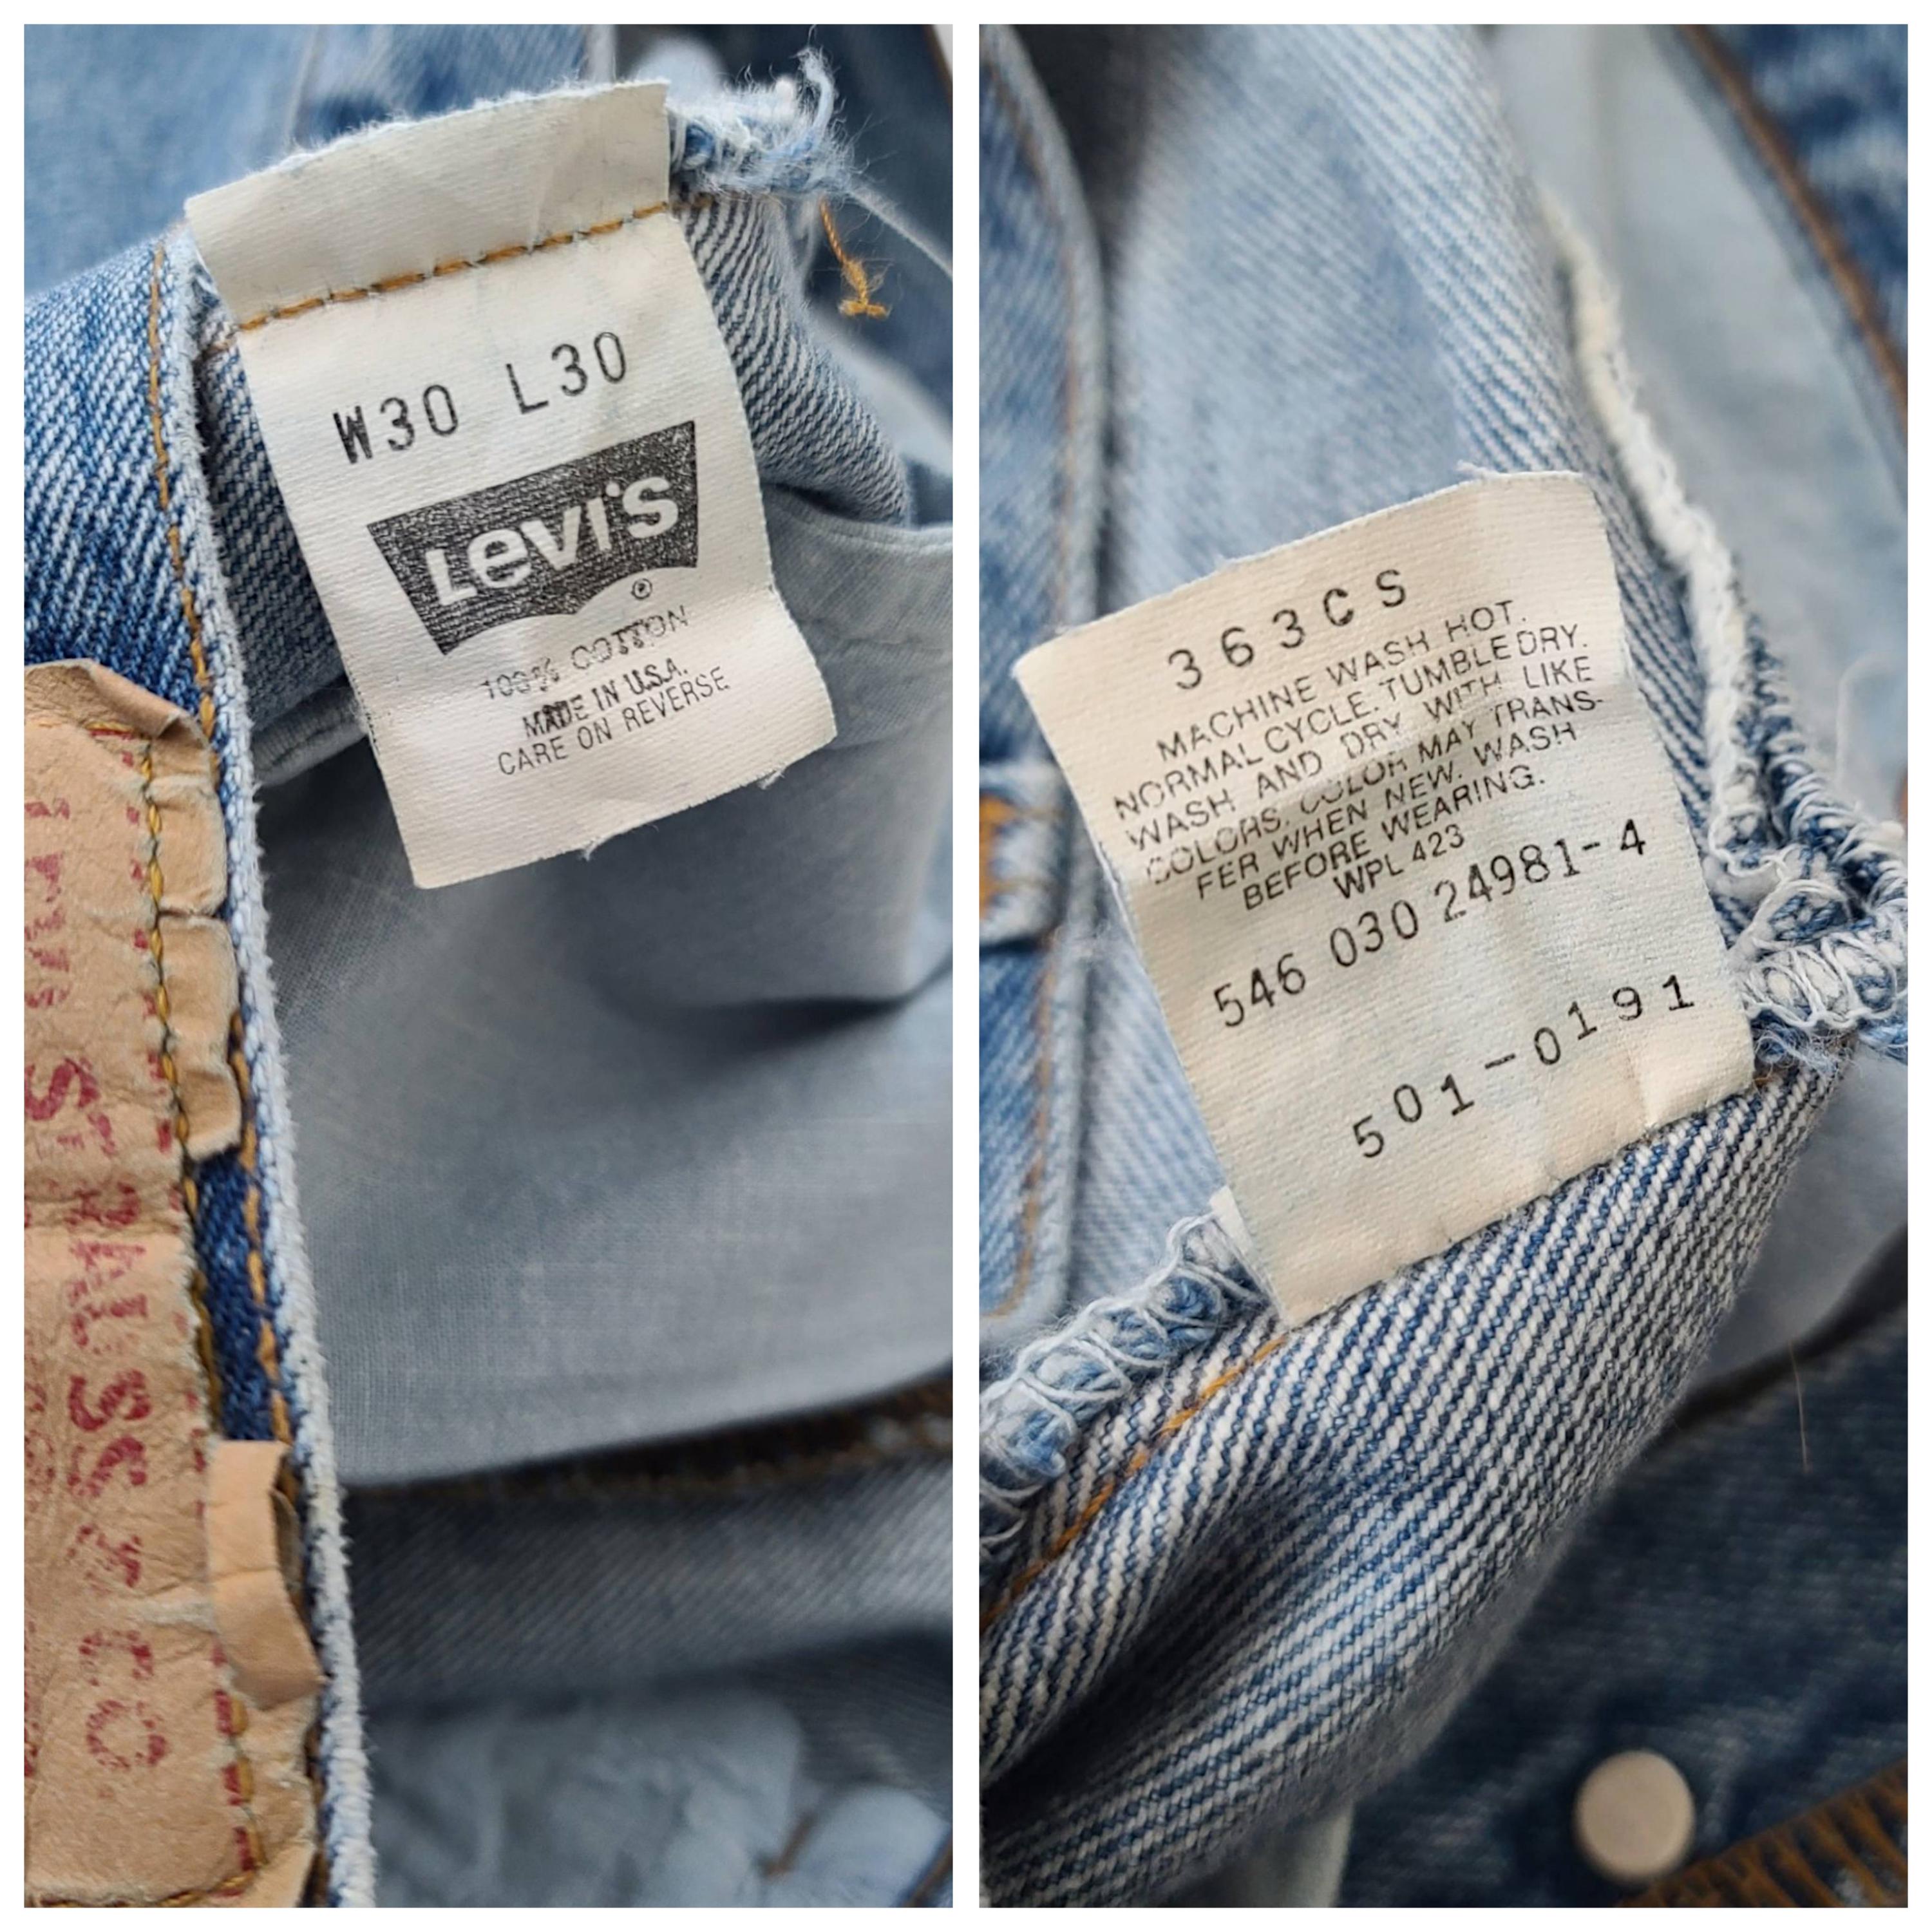 W30 L30
Levi's
®
100% COTTON
MADE IN U.S.A.
CARE ON REVERSE
363CS
MACHINE WASH HOT.
NORMAL CYCLE. TUMBLE DRY.
WASH AND DRY WITH LIKE
COLORS. COLOR MAY TRANS-
FER WHEN NEW. WASH
BEFORE WEARING.
WPL 423
546 030 24981-4
501-0191